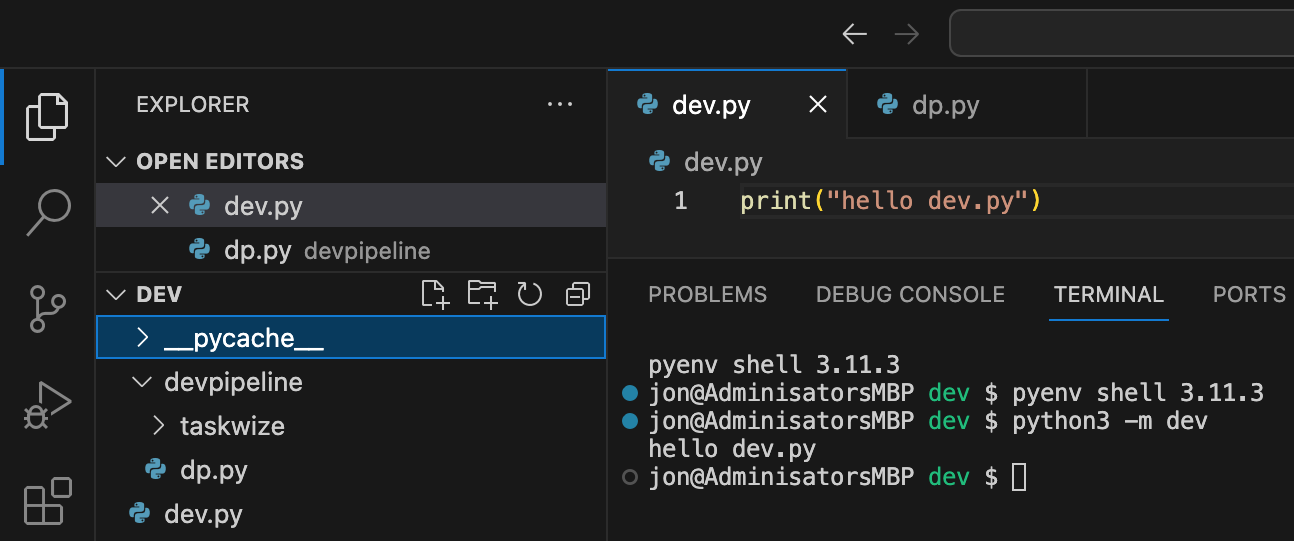 EXPLORER
OPEN EDITORS
dev.py
dp.py devpipeline
DEV
__pycache__
devpipeline
taskwize
dp.py
dev.py
dev.py
dp.py
dev.py
1 print("hello dev.py")
PROBLEMS DEBUG CONSOLE TERMINAL PORTS
pyenv shell 3.11.3
jon@AdminisatorsMBP dev $ pyenv shell 3.11.3
jon@AdminisatorsMBP dev $ python3 -m dev
hello dev.py
jon@AdminisatorsMBP dev $